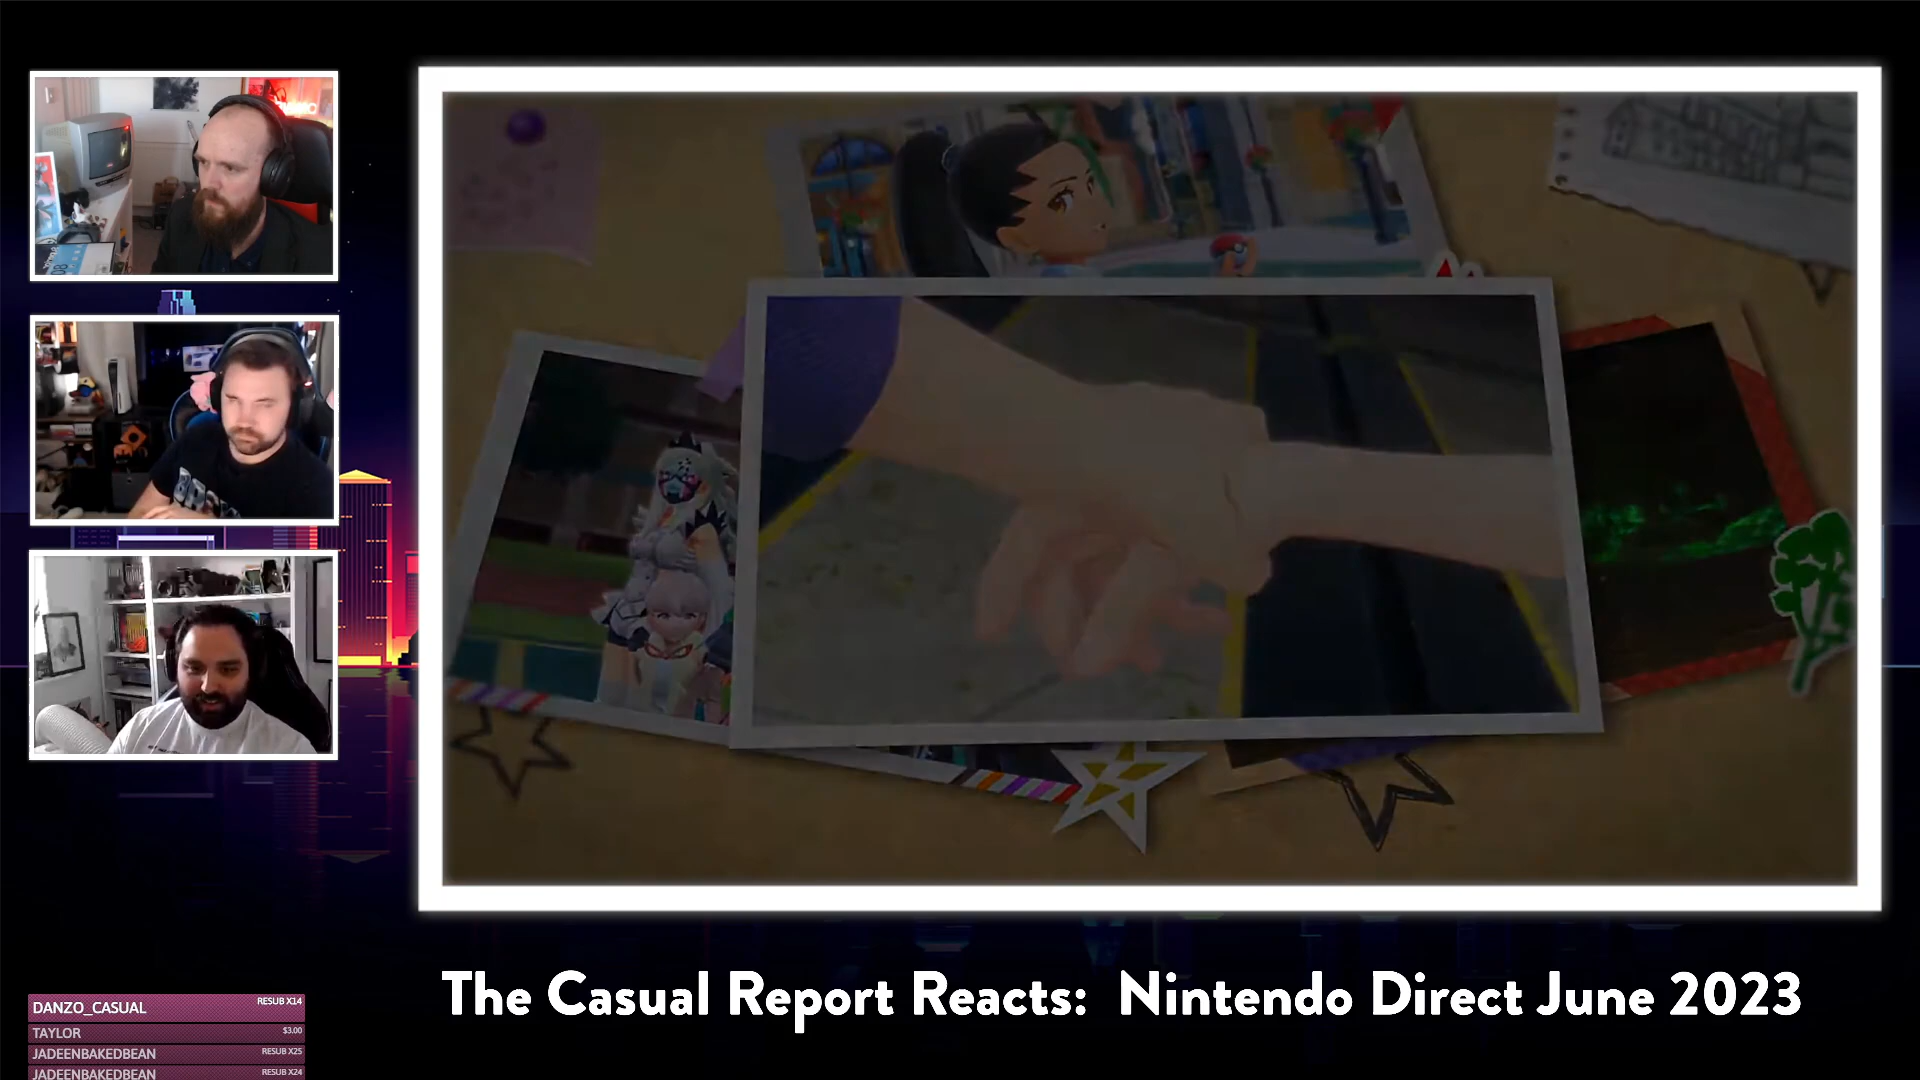 The Casual Report Reacts: Nintendo Direct June 2023
DANZO_CASUAL RESUB X14
TAYLOR $3.00
JADEENBAKEDBEAN RESUB X25
JADEENBAKEDBEAN RESUB X24